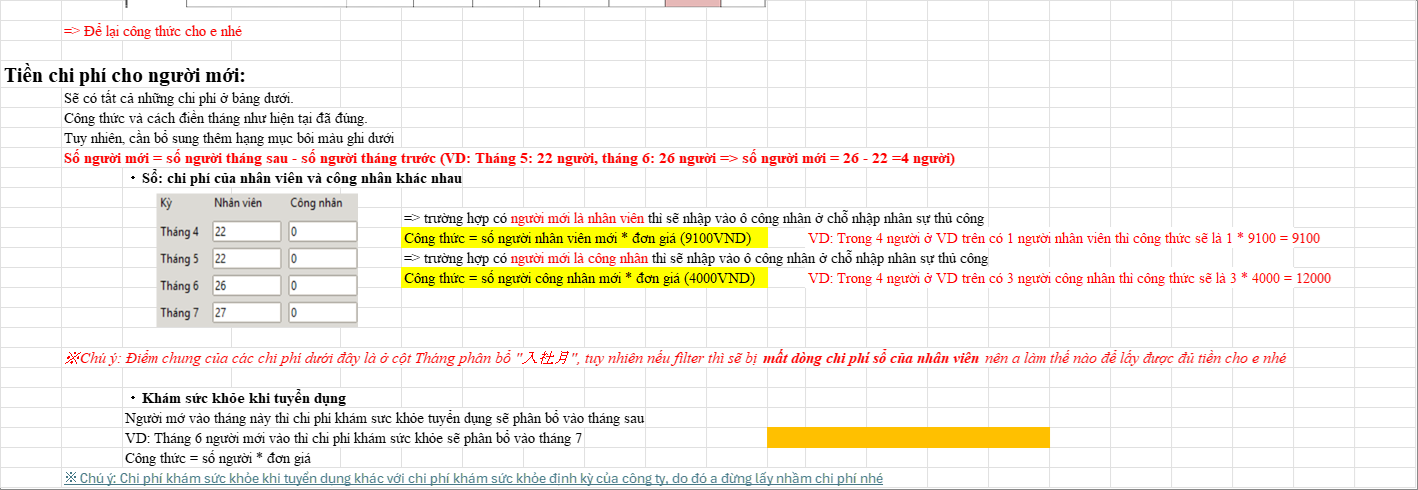 => Để lại công thức cho e nhé
Tiền chi phí cho người mới:
Sẽ có tất cả những chi phi ở bảng dưới.
Công thức và cách điền tháng như hiện tại đã đúng.
Tuy nhiên, cần bổ sung thêm hạng mục bôi màu ghi dưới
Số người mới = số người tháng sau - số người tháng trước (VD: Tháng 5: 22 người, tháng 6: 26 người => số người mới = 26 - 22 =4 người)
・Sổ: chi phí của nhân viên và công nhân khác nhau
Kỳ Nhân viên Công nhân
Tháng 4 22 0
Tháng 5 22 0
Tháng 6 26 0
Tháng 7 27 0
=> trường hợp có người mới là nhân viên thì sẽ nhập vào ô công nhân ở chỗ nhập nhân sự thủ công
Công thức = số người nhân viên mới * đơn giá (9100VND) VD: Trong 4 người ở VD trên có 1 người nhân viên thì công thức sẽ là 1 * 9100 = 9100
=> trường hợp có người mới là công nhân thì sẽ nhập vào ô công nhân ở chỗ nhập nhân sự thủ công
Công thức = số người công nhân mới * đơn giá (4000VND) VD: Trong 4 người ở VD trên có 3 người công nhân thì công thức sẽ là 3 * 4000 = 12000
※Chú ý: Điểm chung của các chi phí dưới đây là ở cột Tháng phân bổ "入社月", tuy nhiên nếu filter thì sẽ bị mất dòng chi phí sổ của nhân viên nên a làm thế nào để lấy được đủ tiền cho e nhé
・Khám sức khỏe khi tuyển dụng
Người mớ vào tháng này thì chi phí khám sưc khỏe tuyển dụng sẽ phân bổ vào tháng sau
VD: Tháng 6 người mới vào thì chi phí khám sức khỏe sẽ phân bổ vào tháng 7
Công thức = số người * đơn giá
※ Chú ý: Chi phí khám sức khỏe khi tuyển dụng khác với chi phí khám sức khỏe định kỳ của công ty, do đó a đừng lấy nhầm chi phí nhé